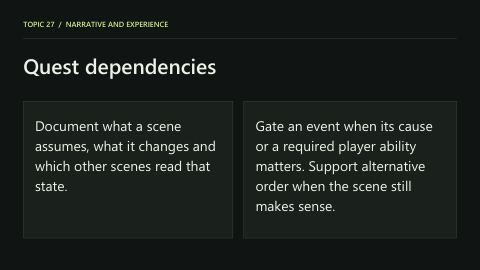 TOPIC 27 / NARRATIVE AND EXPERIENCE
Quest dependencies
Document what a scene
assumes, what it changes and
which other scenes read that
state.
Gate an event when its cause
or a required player ability
matters. Support alternative
order when the scene still
makes sense.